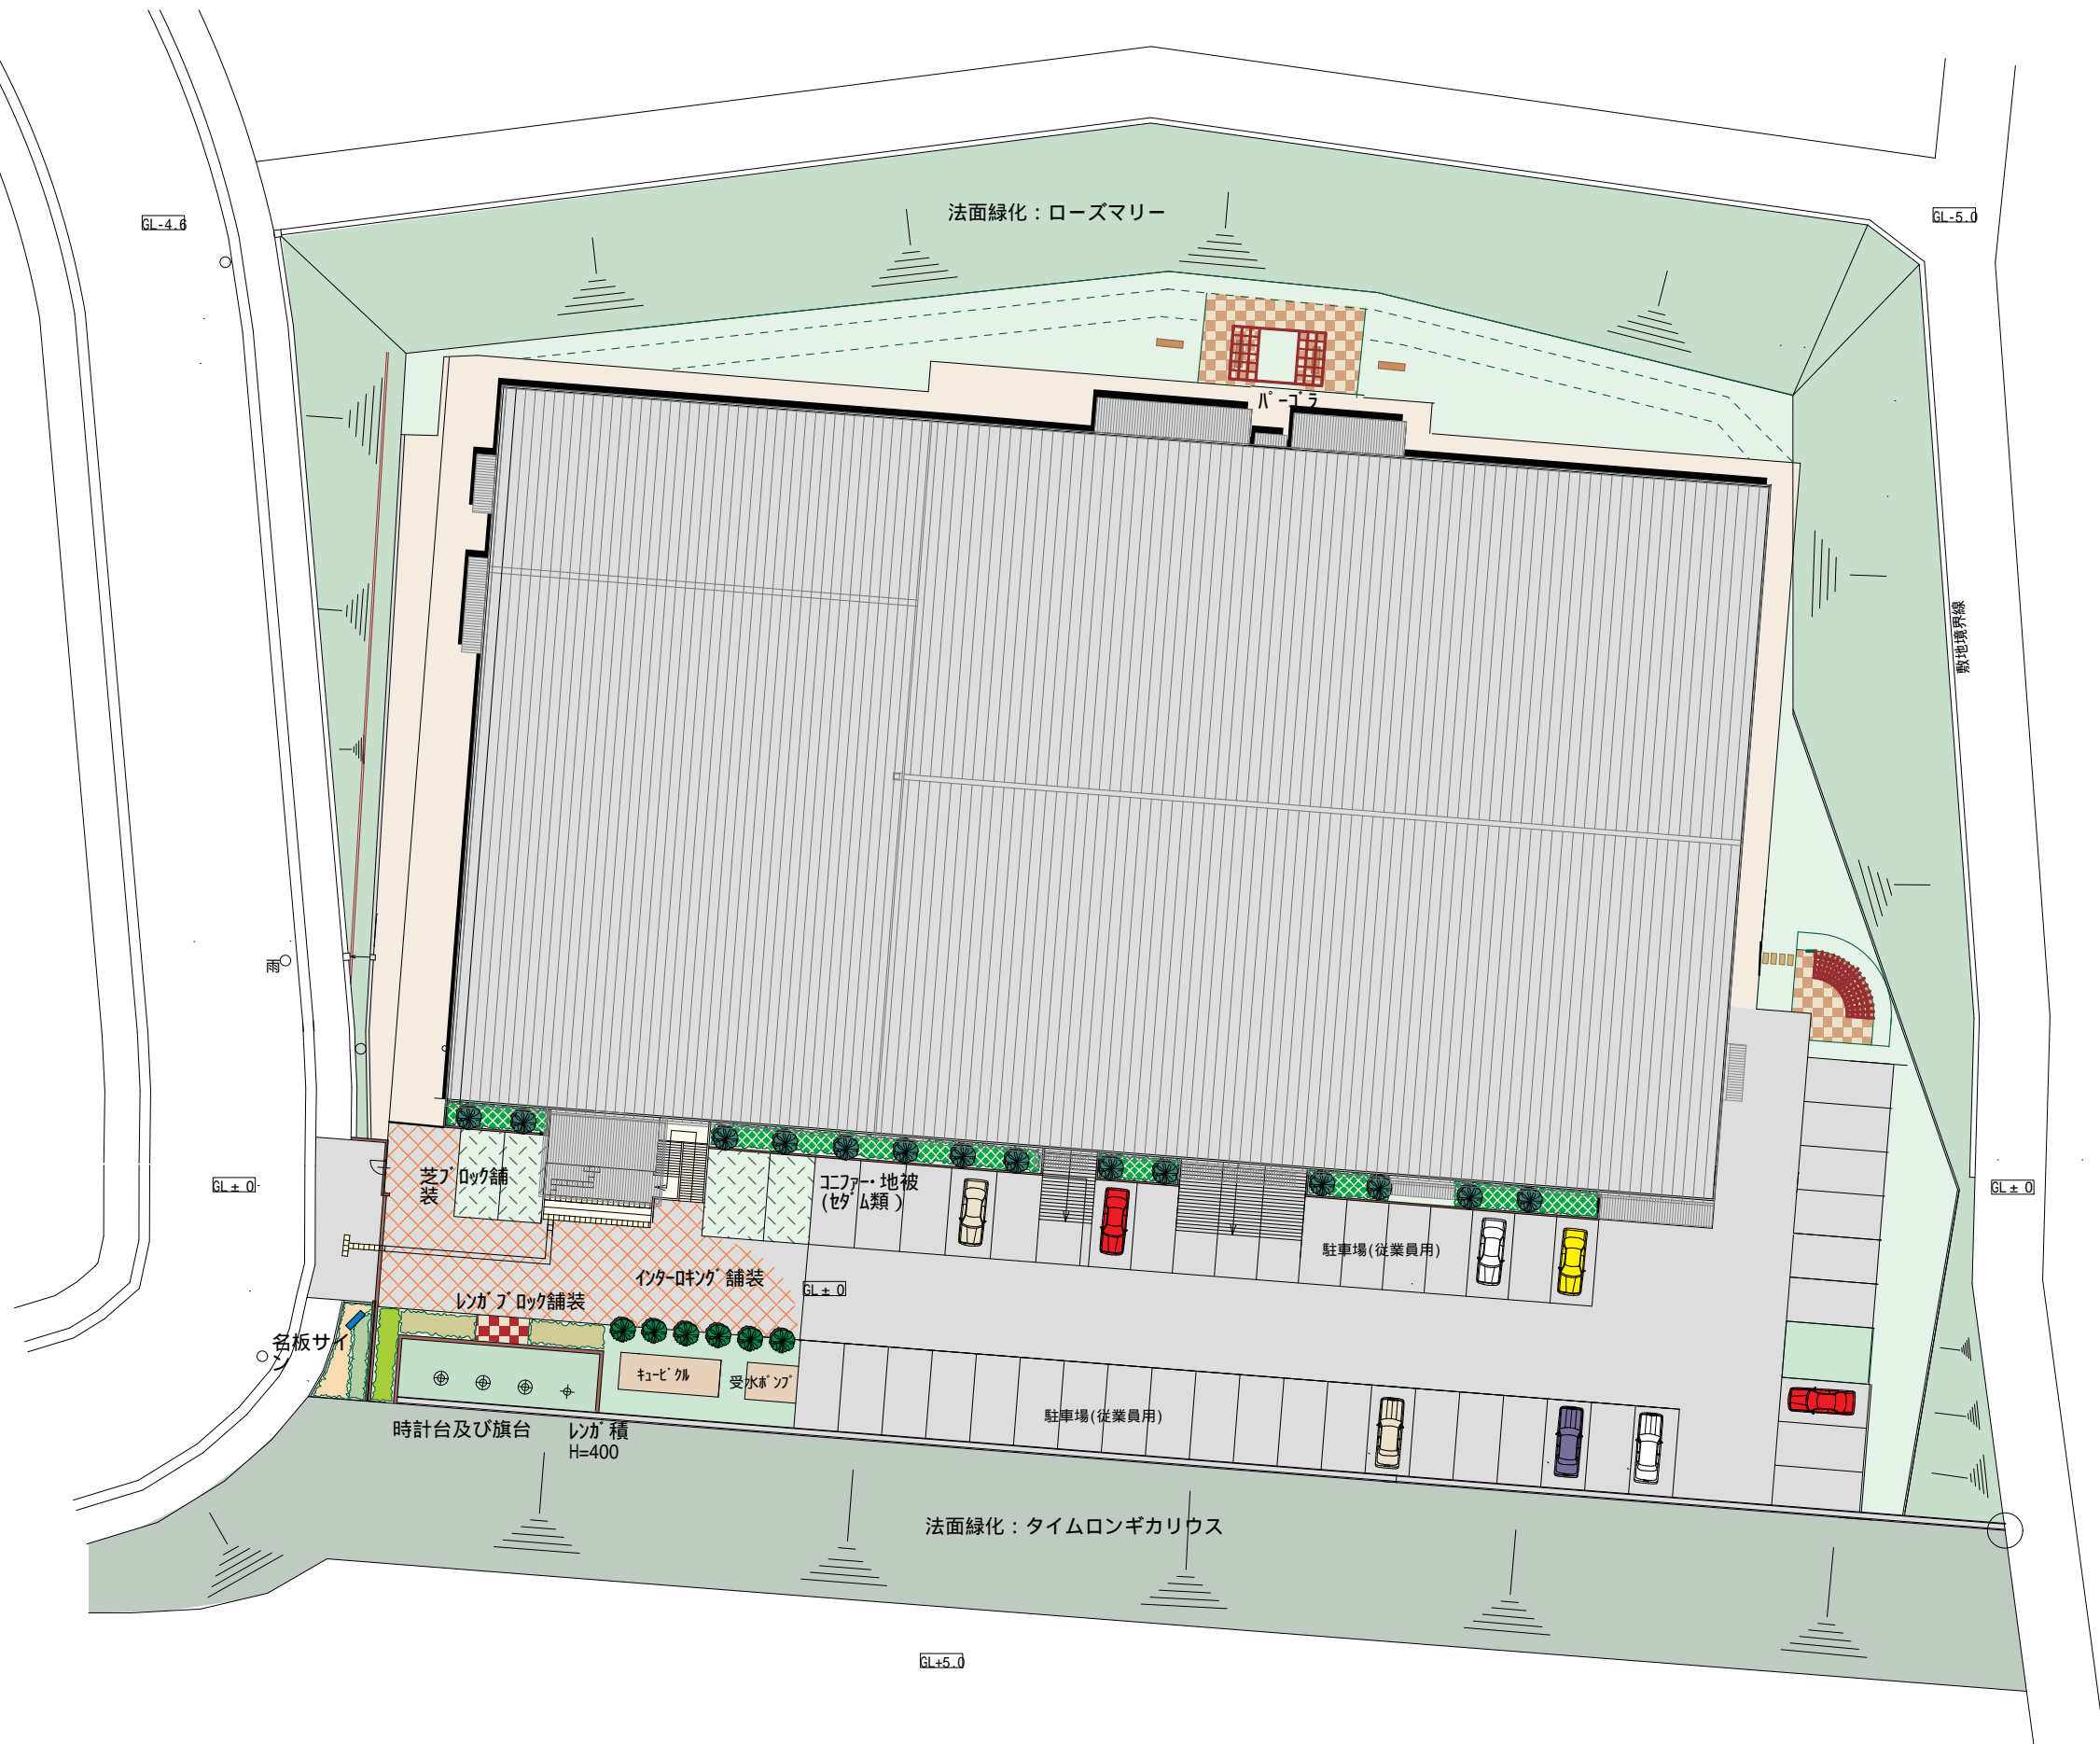 法面緑化：ローズマリー
GL-4.6
GL-5.0
ﾊﾟｰｺﾞﾗ
敷地境界線
雨
芝ﾌﾞﾛｯｸ舗
装
ｺﾆﾌｧｰ・地被
(ｾﾀﾞﾑ類)
GL±0
GL±0
駐車場(従業員用)
ｲﾝﾀｰﾛｷﾝｸﾞ舗装
GL±0
ﾚﾝｶﾞﾌﾞﾛｯｸ舗装
名板サイ
ン
ｷｭｰﾋﾞｸﾙ
受水ﾎﾟﾝﾌﾟ
駐車場(従業員用)
時計台及び旗台
ﾚﾝｶﾞ積
H=400
法面緑化：タイムロンギカリウス
GL+5.0